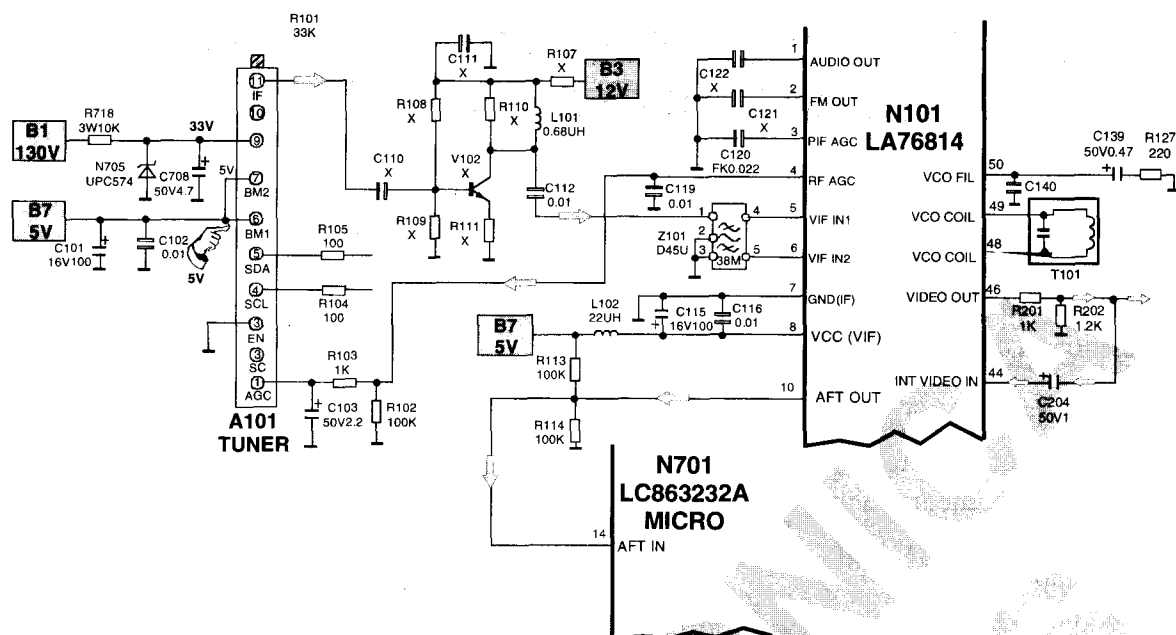 R101
33K
C111
X
R107
X
B3
12V
R108
X
R110
X
L101
0.68UH
C110
X
V102
X
C112
0.01
R109
X
R111
X
11
IF
10
9
7
BM2
6
BM1
5
SDA
4
SCL
3
EN
3
SC
1
AGC
A101
TUNER
B1
130V
R718
3W10K
33V
N705
UPC574
C708
50V4.7
5V
B7
5V
C101
16V100
C102
0.01
5V
R105
100
R104
100
R103
1K
C103
50V2.2
R102
100K
C122
X
C121
X
C120
FK0.022
C119
0.01
1
2
3
4
5
Z101
D45U
38M
B7
5V
L102
22UH
C115
16V100
C116
0.01
R113
100K
R114
100K
N101
LA76814
1
AUDIO OUT
2
FM OUT
3
PIF AGC
4
RF AGC
5
VIF IN1
6
VIF IN2
7
GND(IF)
8
VCC (VIF)
10
AFT OUT
50
VCO FIL
49
VCO COIL
48
VCO COIL
46
VIDEO OUT
44
INT VIDEO IN
C139
50V0.47
R127
220
C140
T101
R201
1K
R202
1.2K
C204
50V1
N701
LC863232A
MICRO
14
AFT IN